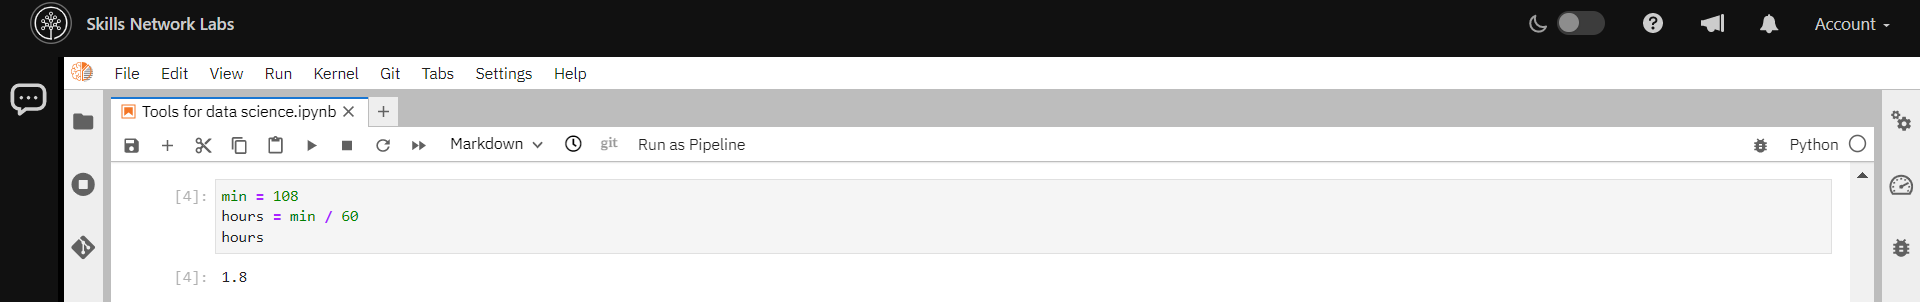 Skills Network Labs
Account
File Edit View Run Kernel Git Tabs Settings Help
Tools for data science.ipynb
Markdown git Run as Pipeline Python
[4]: min = 108
hours = min / 60
hours
[4]: 1.8